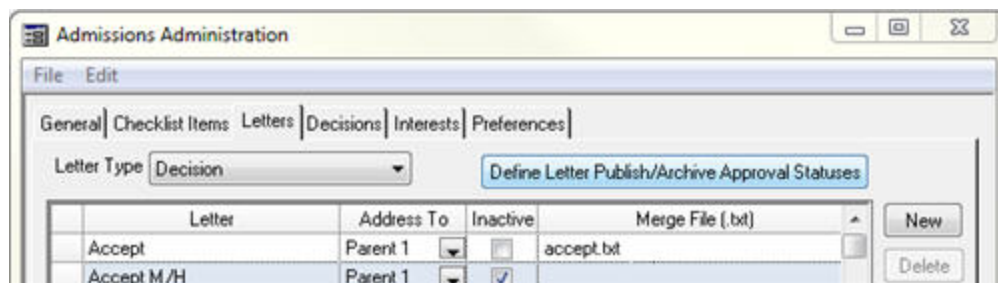 Admissions Administration
File Edit
General Checklist Items Letters Decisions Interests Preferences
Letter Type Decision Define Letter Publish/Archive Approval Statuses
Letter Address To Inactive Merge File (.txt) New
Accept Parent 1 accept.txt
Delete
Accept M/H Parent 1